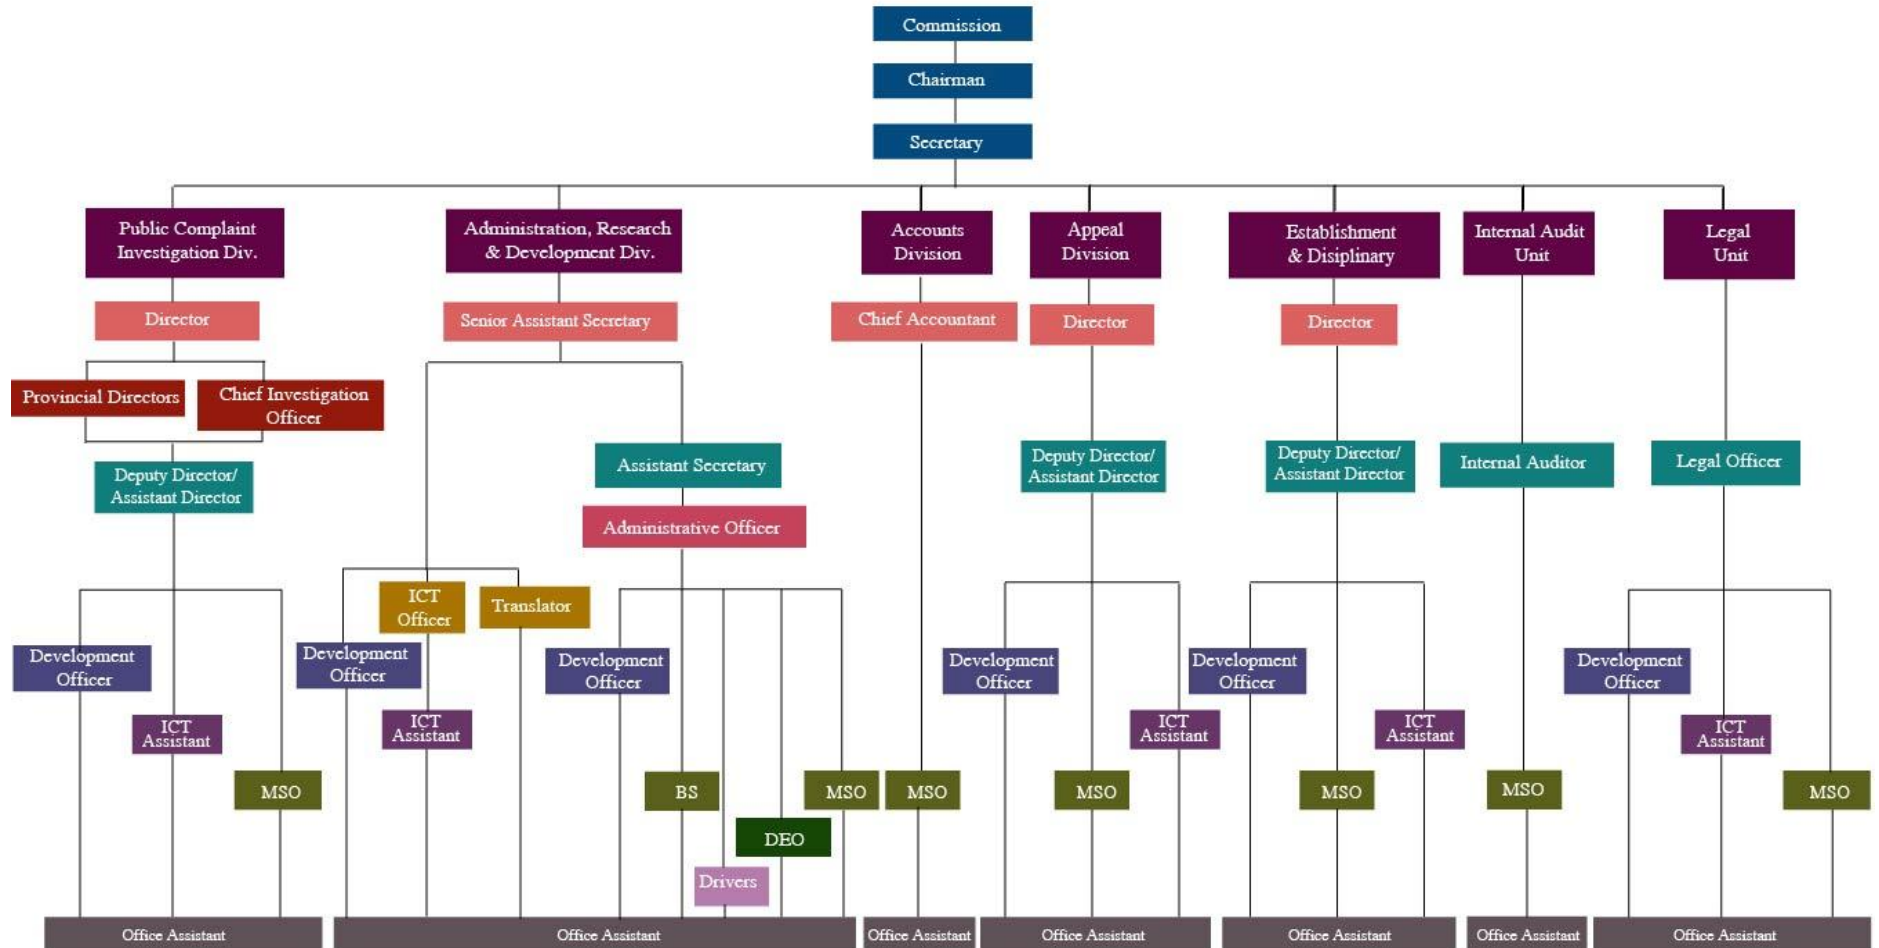 Commission
Chairman
Secretary
Public Complaint
Investigation Div.
Administration, Research
& Development Div.
Accounts
Division
Appeal
Division
Establishment
& Disiplinary
Internal Audit
Unit
Legal
Unit
Director
Senior Assistant Secretary
Chief Accountant
Director
Director
Provincial Directors
Chief Investigation
Officer
Deputy Director/
Assistant Director
Assistant Secretary
Deputy Director/
Assistant Director
Deputy Director/
Assistant Director
Internal Auditor
Legal Officer
Administrative Officer
ICT
Officer
Translator
Development
Officer
Development
Officer
Development
Officer
Development
Officer
Development
Officer
Development
Officer
ICT
Assistant
ICT
Assistant
ICT
Assistant
ICT
Assistant
ICT
Assistant
MSO
BS
MSO
MSO
MSO
MSO
MSO
MSO
DEO
Drivers
Office Assistant
Office Assistant
Office Assistant
Office Assistant
Office Assistant
Office Assistant
Office Assistant